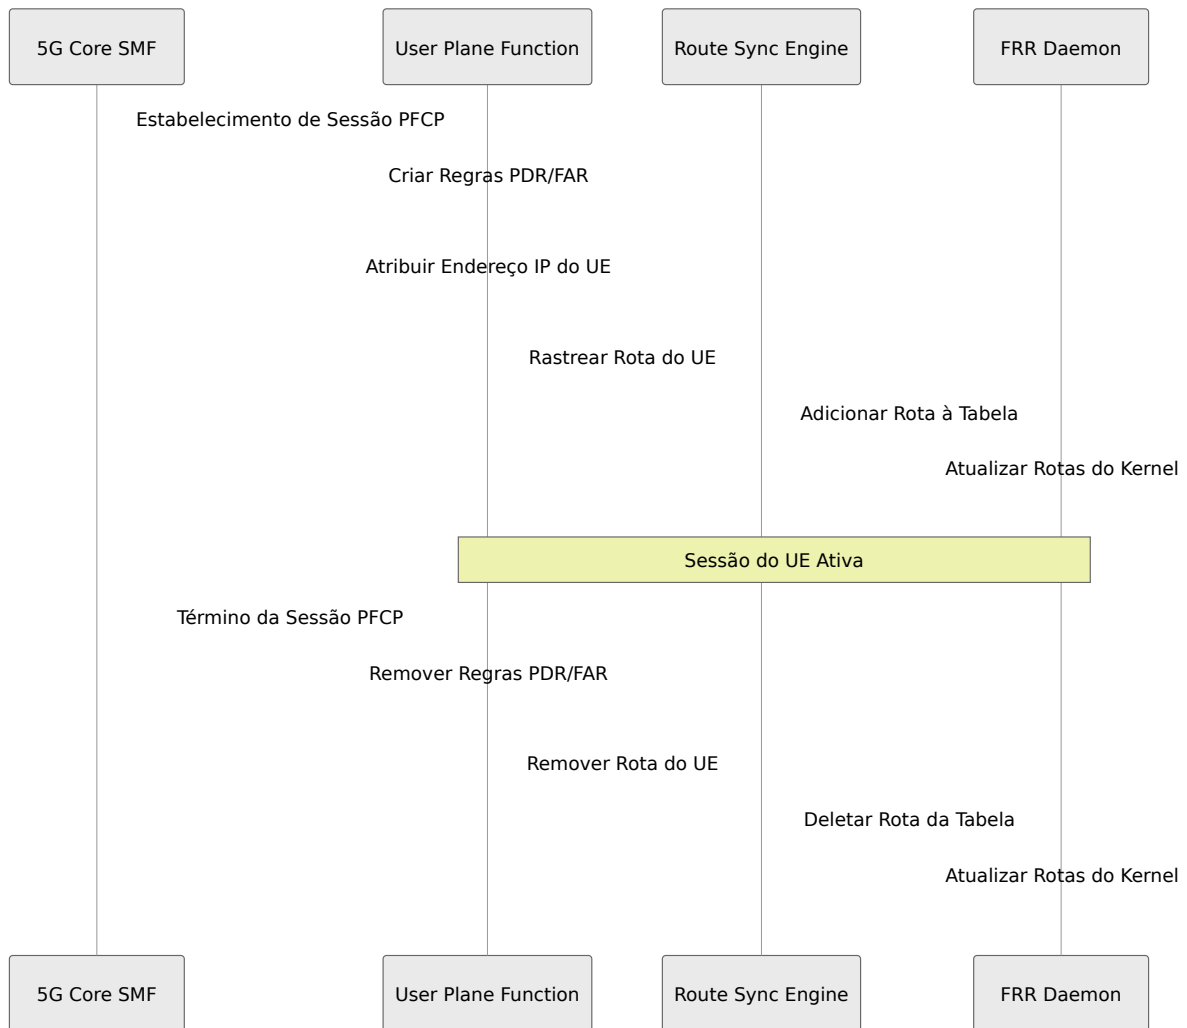 5G Core SMF
User Plane Function
Route Sync Engine
FRR Daemon
Estabelecimento de Sessão PFCP
Criar Regras PDR/FAR
Atribuir Endereço IP do UE
Rastrear Rota do UE
Adicionar Rota à Tabela
Atualizar Rotas do Kernel
Sessão do UE Ativa
Término da Sessão PFCP
Remover Regras PDR/FAR
Remover Rota do UE
Deletar Rota da Tabela
Atualizar Rotas do Kernel
5G Core SMF
User Plane Function
Route Sync Engine
FRR Daemon